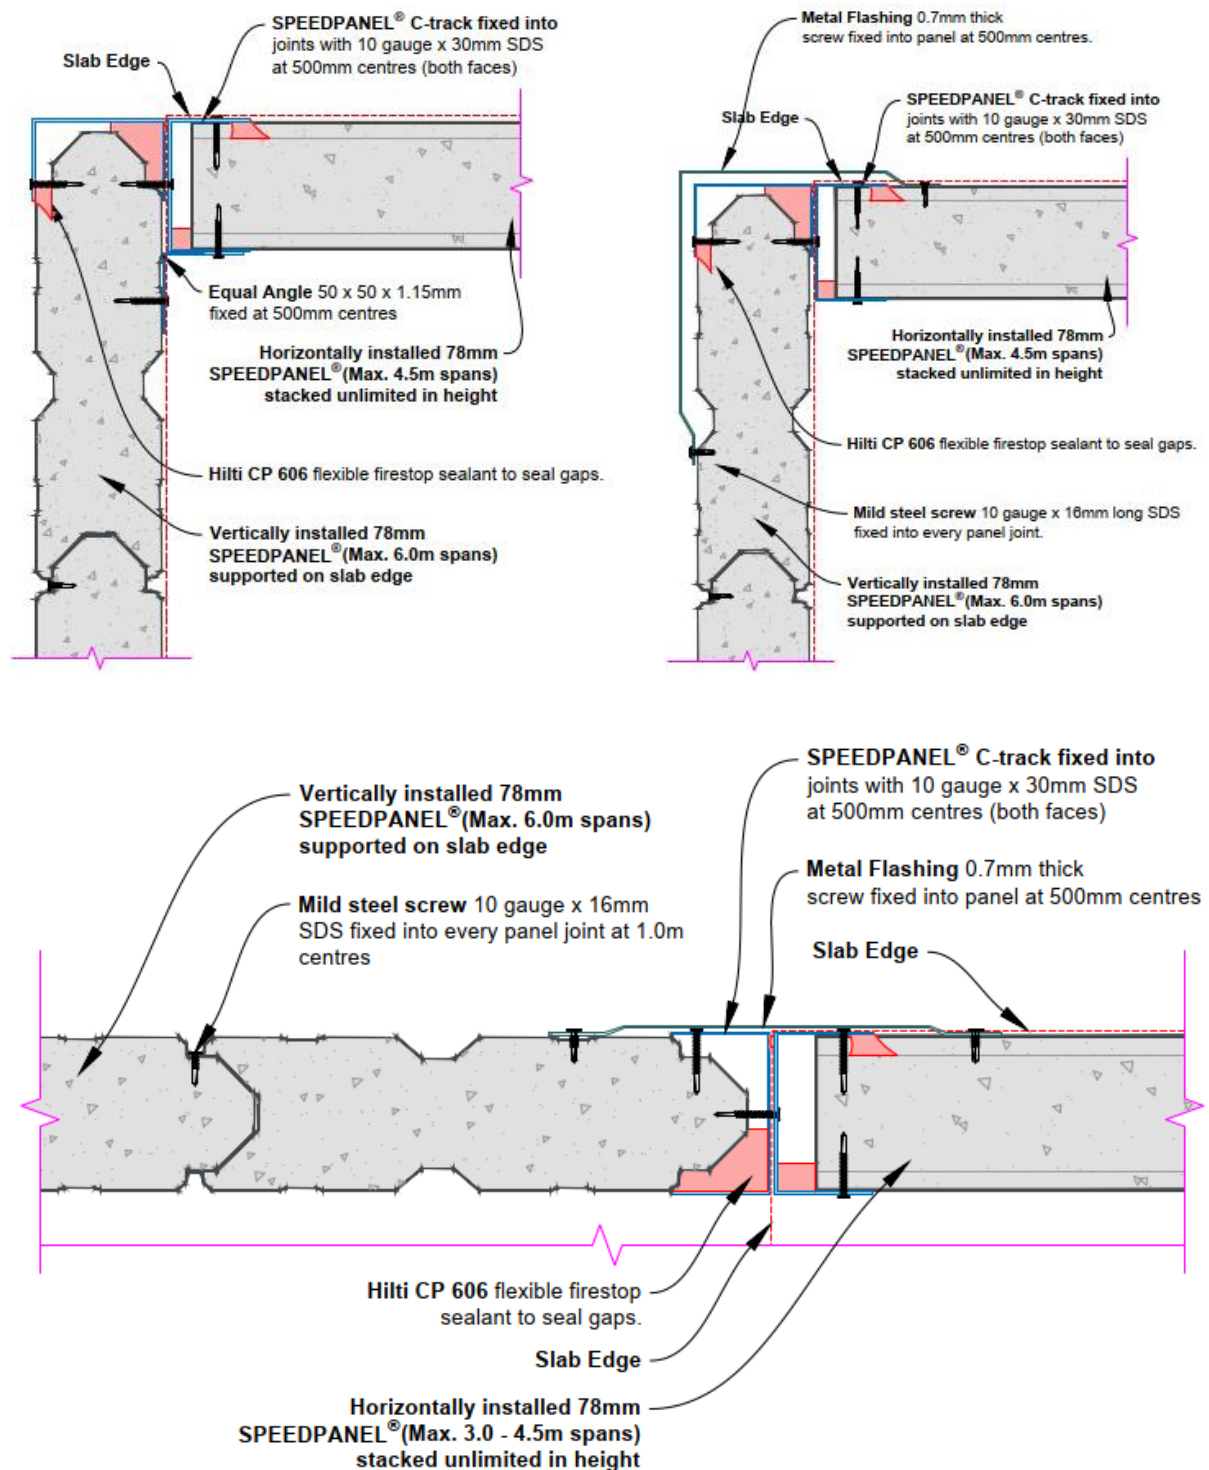 SPEEDPANEL® C-track fixed into
joints with 10 gauge x 30mm SDS
at 500mm centres (both faces)
Slab Edge
Equal Angle 50 x 50 x 1.15mm
fixed at 500mm centres
Horizontally installed 78mm
SPEEDPANEL®(Max. 4.5m spans)
stacked unlimited in height
Hilti CP 606 flexible firestop sealant to seal gaps.
Vertically installed 78mm
SPEEDPANEL®(Max. 6.0m spans)
supported on slab edge
Metal Flashing 0.7mm thick
screw fixed into panel at 500mm centres.
SPEEDPANEL® C-track fixed into
joints with 10 gauge x 30mm SDS
at 500mm centres (both faces)
Slab Edge
Horizontally installed 78mm
SPEEDPANEL®(Max. 4.5m spans)
stacked unlimited in height
Hilti CP 606 flexible firestop sealant to seal gaps.
Mild steel screw 10 gauge x 16mm long SDS
fixed into every panel joint.
Vertically installed 78mm
SPEEDPANEL®(Max. 6.0m spans)
supported on slab edge
Vertically installed 78mm
SPEEDPANEL®(Max. 6.0m spans)
supported on slab edge
Mild steel screw 10 gauge x 16mm
SDS fixed into every panel joint at 1.0m
centres
SPEEDPANEL® C-track fixed into
joints with 10 gauge x 30mm SDS
at 500mm centres (both faces)
Metal Flashing 0.7mm thick
screw fixed into panel at 500mm centres
Slab Edge
Hilti CP 606 flexible firestop
sealant to seal gaps.
Slab Edge
Horizontally installed 78mm
SPEEDPANEL®(Max. 3.0 - 4.5m spans)
stacked unlimited in height